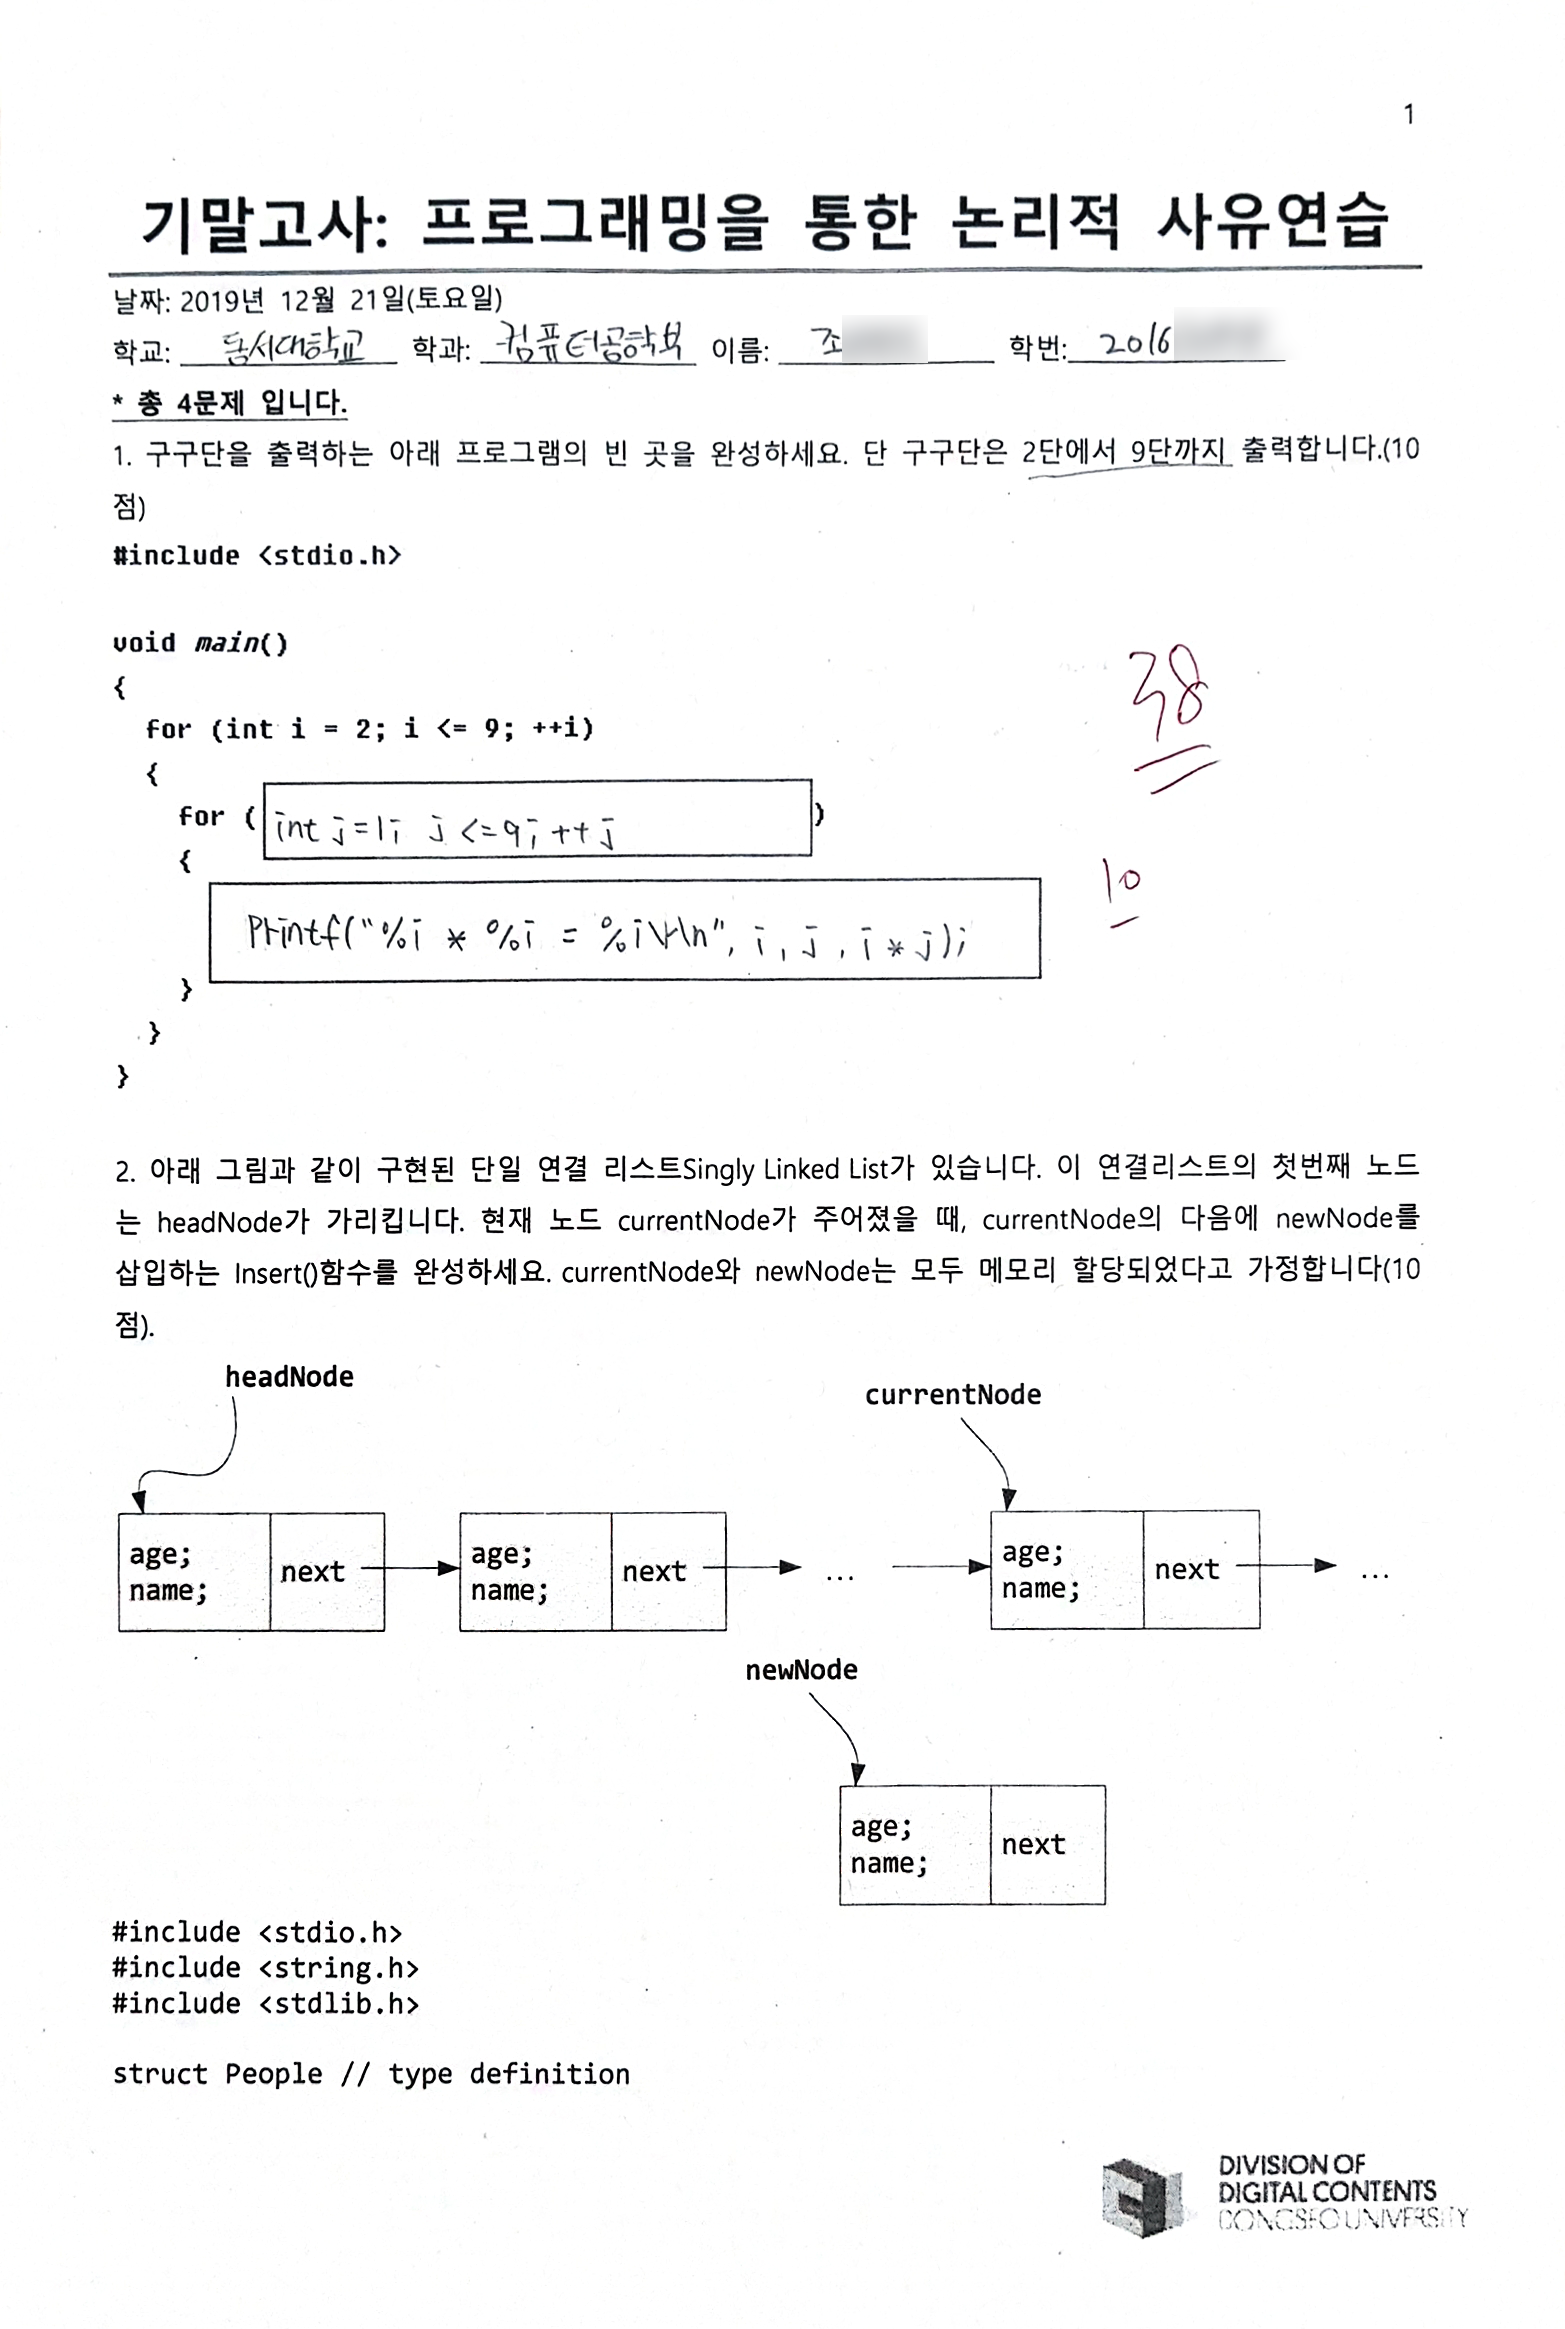 1
기말고사: 프로그래밍을 통한 논리적 사유연습
날짜: 2019년 12월 21일(토요일)
학교: 동서대학교 학과: 컴퓨터공학부 이름: 조 학번: 2016
* 총 4문제 입니다.
1. 구구단을 출력하는 아래 프로그램의 빈 곳을 완성하세요. 단 구구단은 2단에서 9단까지 출력합니다.(10
점)
#include <stdio.h>
void main()
{
for (int i = 2; i <= 9; ++i)
{
for ( int j=1; j <=9; ++j )
{
Printf("%i * %i = %i\r\n", i, j, i * j);
}
}
}
38
10
2. 아래 그림과 같이 구현된 단일 연결 리스트Singly Linked List가 있습니다. 이 연결리스트의 첫번째 노드
는 headNode가 가리킵니다. 현재 노드 currentNode가 주어졌을 때, currentNode의 다음에 newNode를
삽입하는 Insert()함수를 완성하세요. currentNode와 newNode는 모두 메모리 할당되었다고 가정합니다(10
점).
headNode
currentNode
age;
name;
next
age;
name;
next
...
age;
name;
next
...
newNode
age;
name;
next
#include <stdio.h>
#include <string.h>
#include <stdlib.h>
struct People // type definition
DIVISION OF
DIGITAL CONTENTS
DONGSEO UNIVERSITY